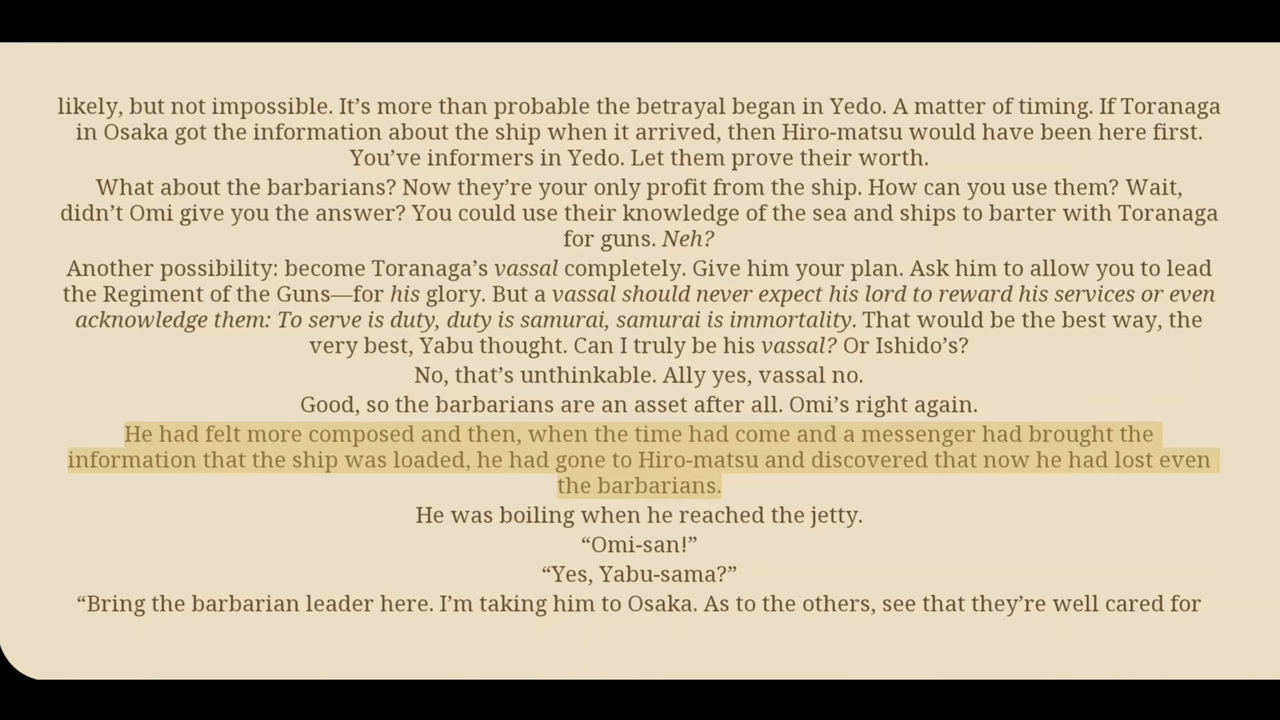 likely, but not impossible. It’s more than probable the betrayal began in Yedo. A matter of timing. If Toranaga
in Osaka got the information about the ship when it arrived, then Hiro-matsu would have been here first.
You’ve informers in Yedo. Let them prove their worth.
What about the barbarians? Now they’re your only profit from the ship. How can you use them? Wait,
didn’t Omi give you the answer? You could use their knowledge of the sea and ships to barter with Toranaga
for guns. Neh?
Another possibility: become Toranaga’s vassal completely. Give him your plan. Ask him to allow you to lead
the Regiment of the Guns—for his glory. But a vassal should never expect his lord to reward his services or even
acknowledge them: To serve is duty, duty is samurai, samurai is immortality. That would be the best way, the
very best, Yabu thought. Can I truly be his vassal? Or Ishido’s?
No, that’s unthinkable. Ally yes, vassal no.
Good, so the barbarians are an asset after all. Omi’s right again.
He had felt more composed and then, when the time had come and a messenger had brought the
information that the ship was loaded, he had gone to Hiro-matsu and discovered that now he had lost even
the barbarians.
He was boiling when he reached the jetty.
“Omi-san!”
“Yes, Yabu-sama?”
“Bring the barbarian leader here. I’m taking him to Osaka. As to the others, see that they’re well cared for